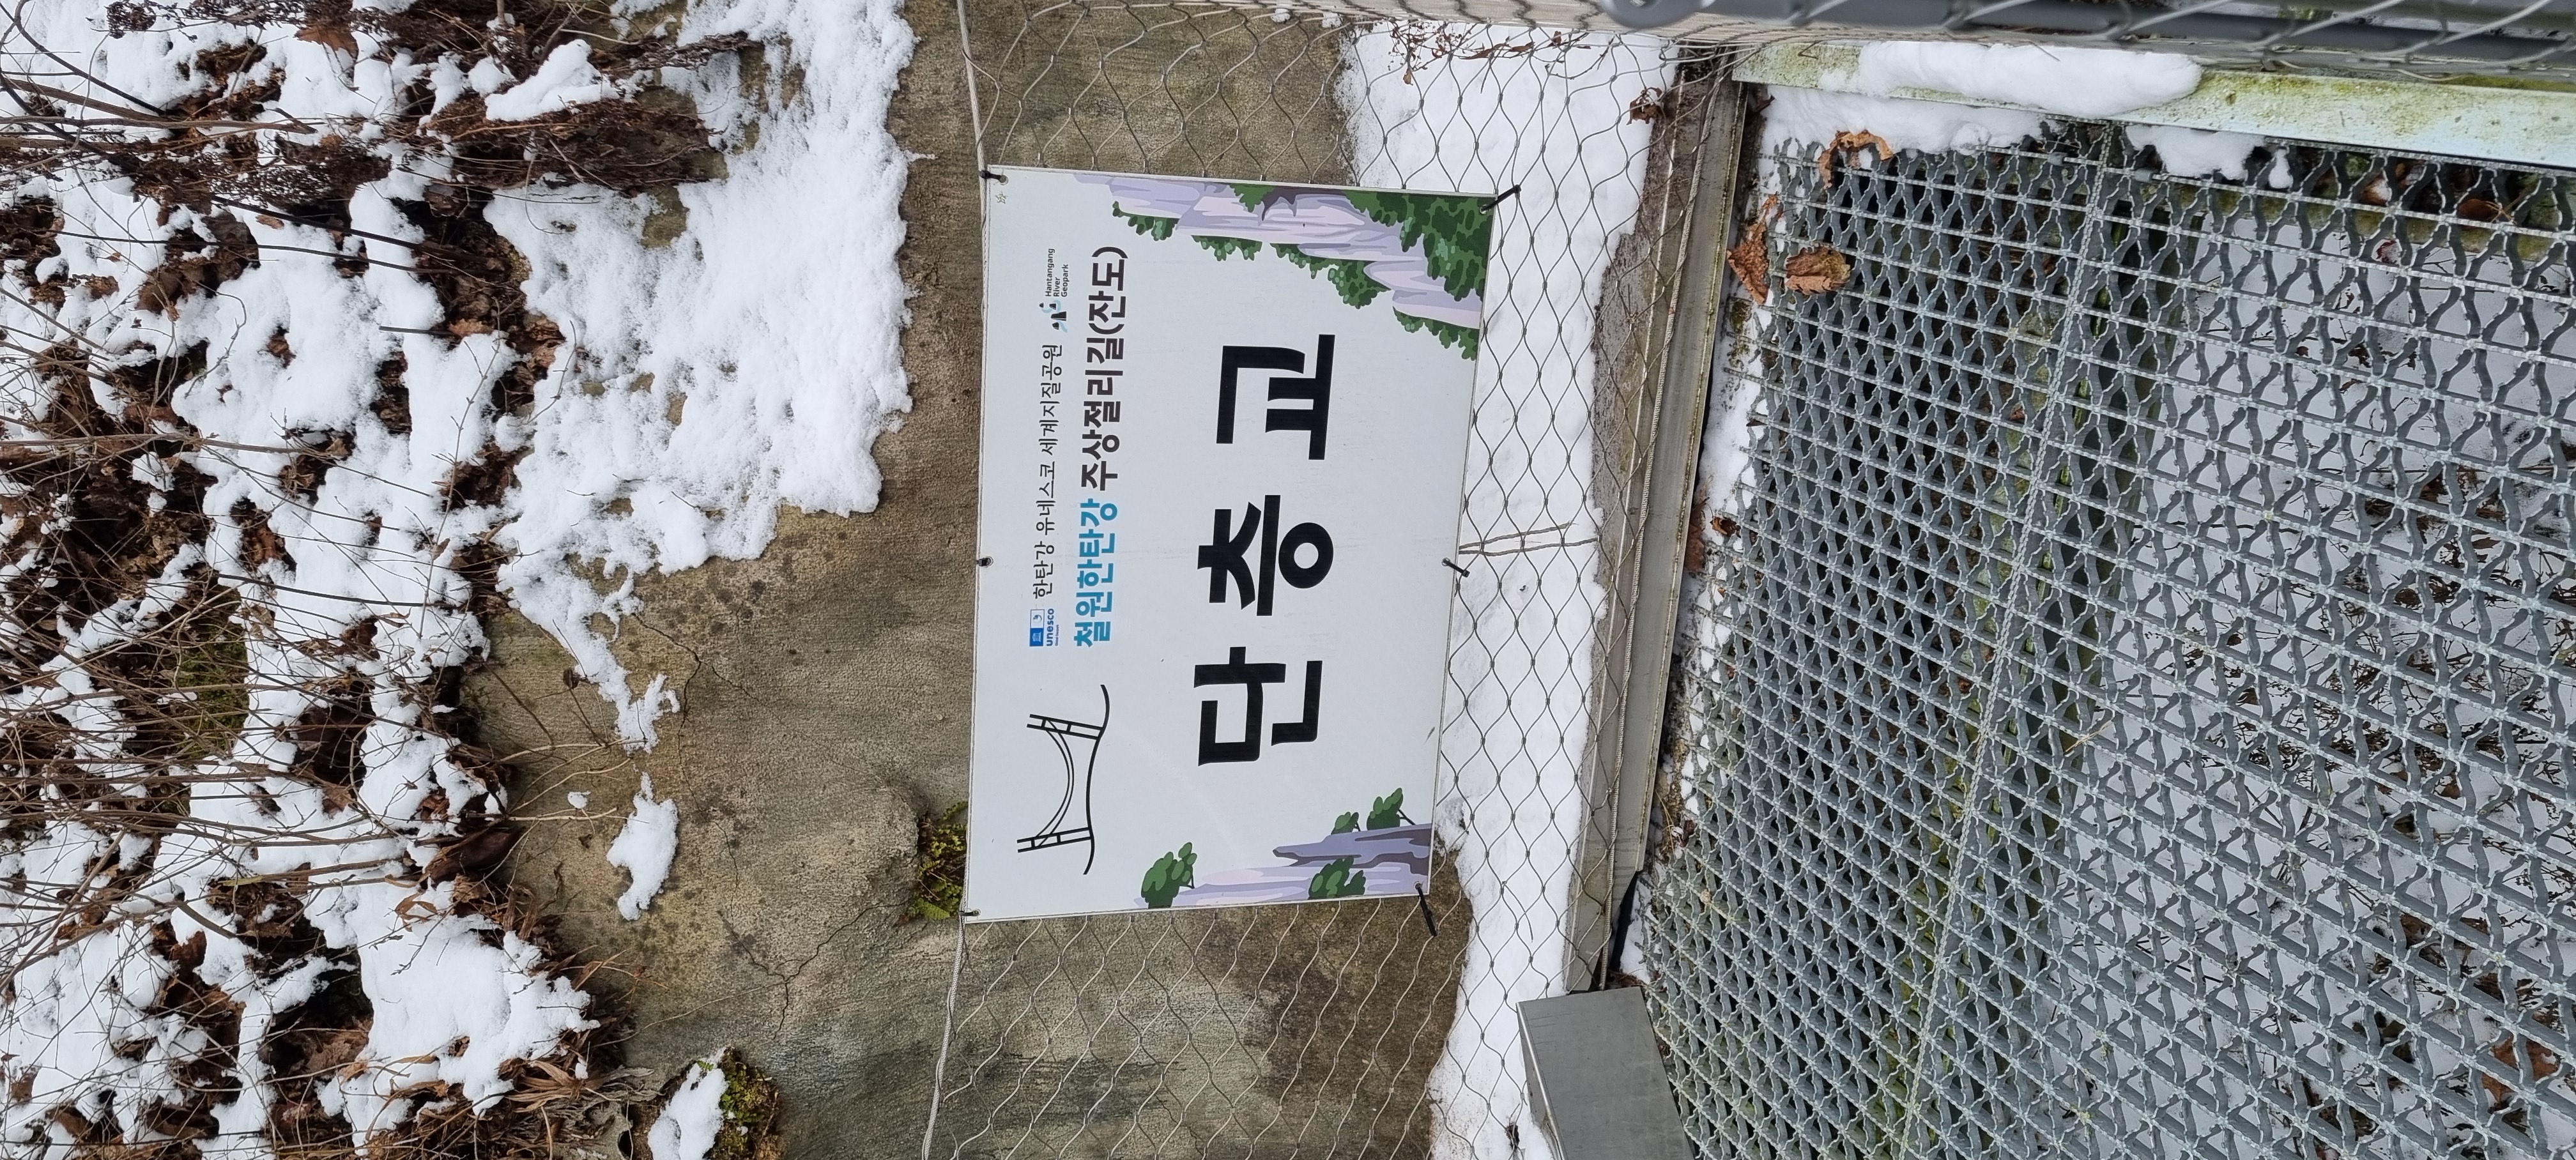 unesco 한탄강 유네스코 세계지질공원 Hantangang
River
Geopark
철원한탄강 주상절리길(잔도)
단층교